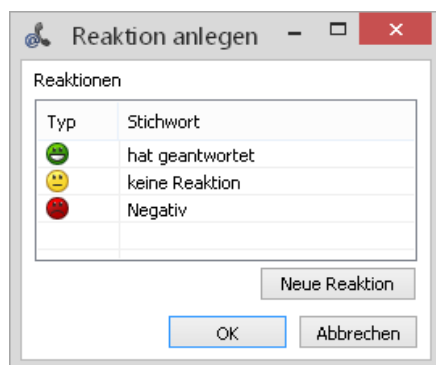 Reaktion anlegen
Reaktionen
Typ Stichwort
hat geantwortet
keine Reaktion
Negativ
Neue Reaktion
OK Abbrechen